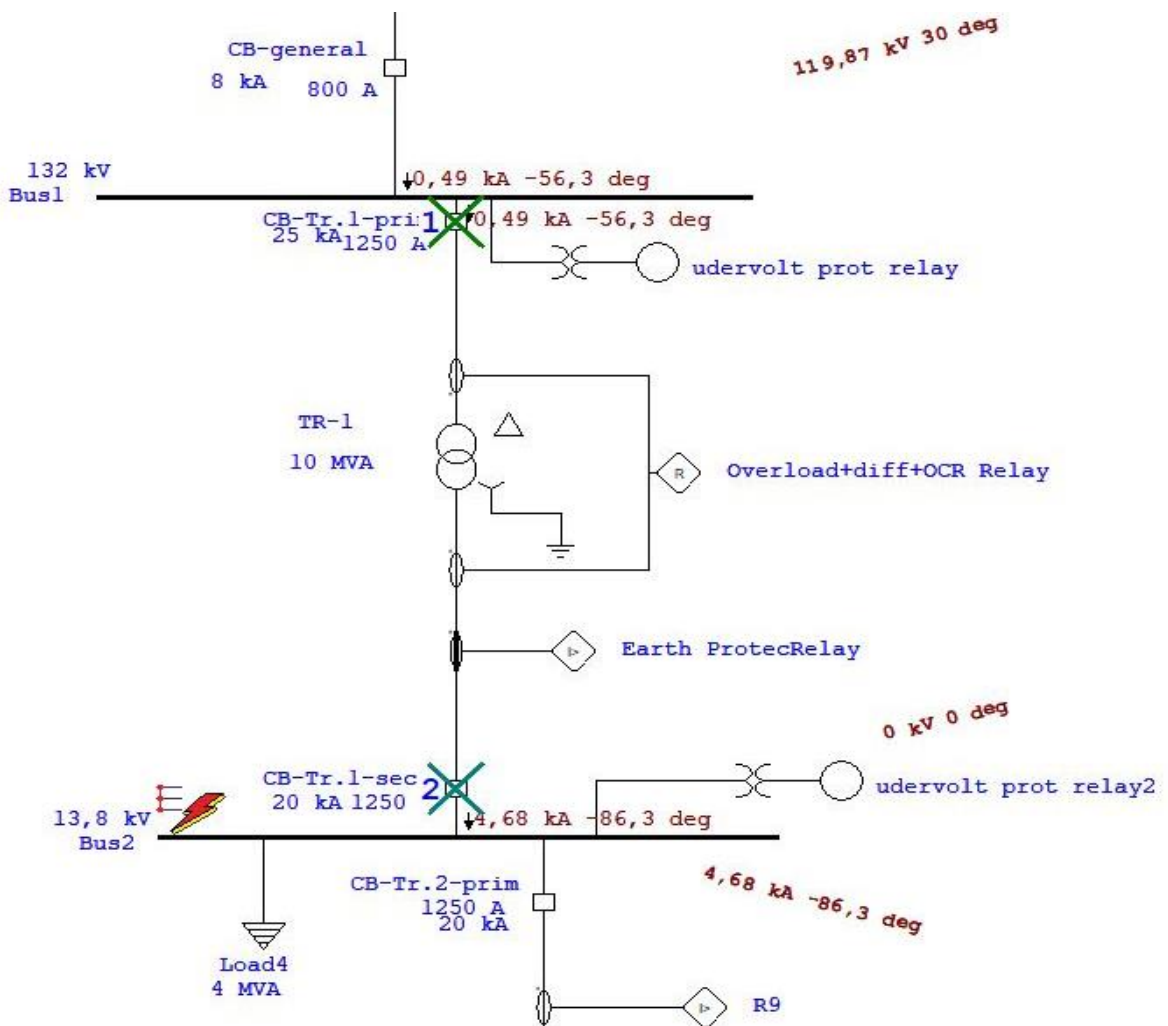 CB-general
8 kA
800 A
119,87 kV 30 deg
132 kV
Bus1
0,49 kA -56,3 deg
CB-Tr.1-pri
1
0,49 kA -56,3 deg
25 kA
1250 A
udervolt prot relay
TR-1
10 MVA
R
Overload+diff+OCR Relay
I>
Earth ProtecRelay
0 kV 0 deg
CB-Tr.1-sec
20 kA 1250
2
udervolt prot relay2
13,8 kV
Bus2
4,68 kA -86,3 deg
CB-Tr.2-prim
1250 A
20 kA
4,68 kA -86,3 deg
Load4
4 MVA
I>
R9